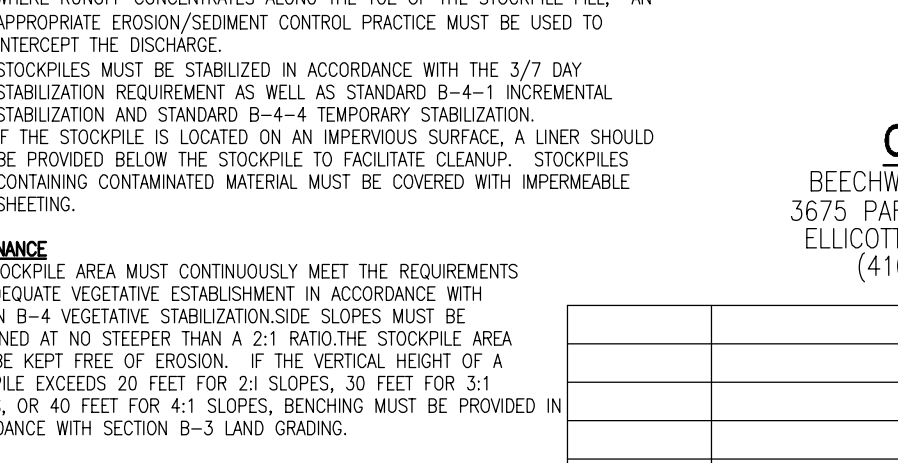 WHERE RUNOFF CONCENTRATES ALONG THE TOE OF THE STOCKPILE FILL, AN
APPROPRIATE EROSION/SEDIMENT CONTROL PRACTICE MUST BE USED TO
INTERCEPT THE DISCHARGE.
STOCKPILES MUST BE STABILIZED IN ACCORDANCE WITH THE 3/7 DAY
STABILIZATION REQUIREMENT AS WELL AS STANDARD B-4-1 INCREMENTAL
STABILIZATION AND STANDARD B-4-4 TEMPORARY STABILIZATION.
IF THE STOCKPILE IS LOCATED ON AN IMPERVIOUS SURFACE, A LINER SHOULD
BE PROVIDED BELOW THE STOCKPILE TO FACILITATE CLEANUP. STOCKPILES
CONTAINING CONTAMINATED MATERIAL MUST BE COVERED WITH IMPERMEABLE
SHEETING.
NANCE
OCKPILE AREA MUST CONTINUOUSLY MEET THE REQUIREMENTS
DEQUATE VEGETATIVE ESTABLISHMENT IN ACCORDANCE WITH
N B-4 VEGETATIVE STABILIZATION.SIDE SLOPES MUST BE
NED AT NO STEEPER THAN A 2:1 RATIO.THE STOCKPILE AREA
BE KEPT FREE OF EROSION. IF THE VERTICAL HEIGHT OF A
PILE EXCEEDS 20 FEET FOR 2:I SLOPES, 30 FEET FOR 3:1
, OR 40 FEET FOR 4:1 SLOPES, BENCHING MUST BE PROVIDED IN
DANCE WITH SECTION B-3 LAND GRADING.
BEECHW
3675 PAR
ELLICOTT
(410